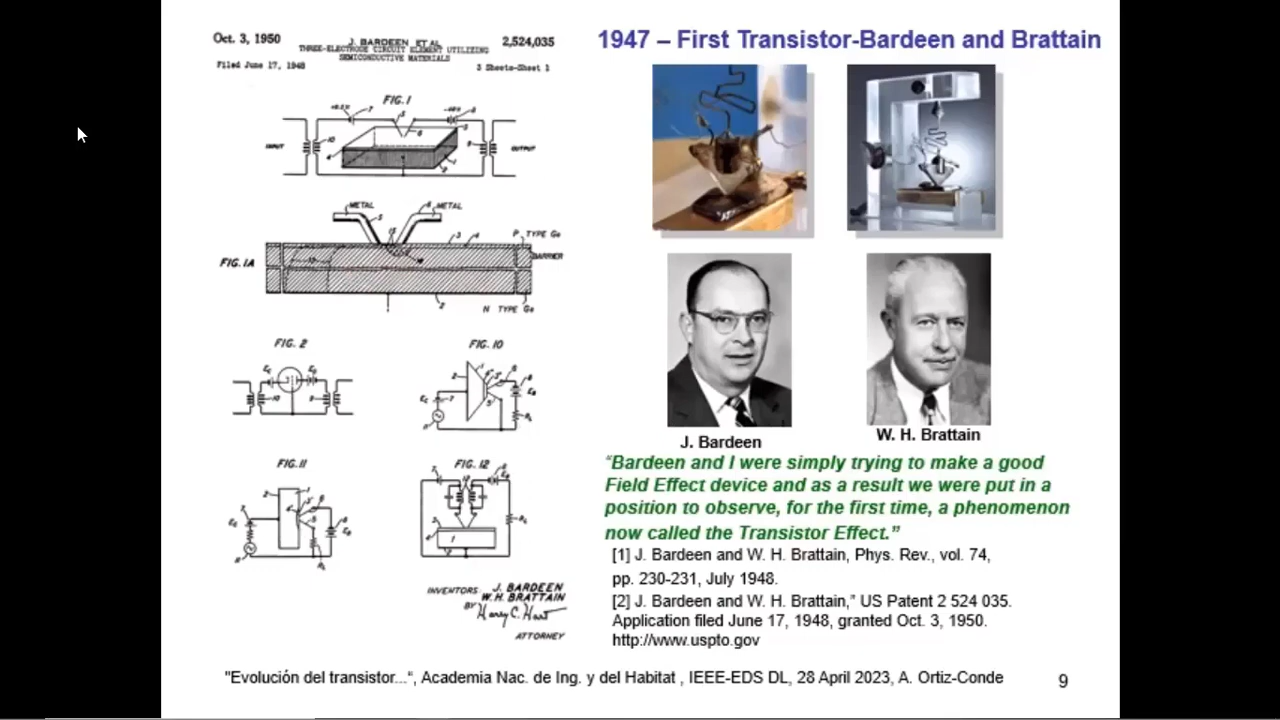 Oct. 3, 1950
J. BARDEEN ET AL
2,524,035
THREE-ELECTRODE CIRCUIT ELEMENT UTILIZING
SEMICONDUCTIVE MATERIALS
Filed June 17, 1948
3 Sheets-Sheet 1
FIG. 1
INPUT
OUTPUT
METAL
METAL
P TYPE Ge
BARRIER
FIG. 1A
N TYPE Ge
FIG. 2
FIG. 10
FIG. 11
FIG. 12
INVENTORS J. BARDEEN
W. H. BRATTAIN
BY Harry C. Hart
ATTORNEY
1947 – First Transistor-Bardeen and Brattain
J. Bardeen
W. H. Brattain
“Bardeen and I were simply trying to make a good
Field Effect device and as a result we were put in a
position to observe, for the first time, a phenomenon
now called the Transistor Effect.”
[1] J. Bardeen and W. H. Brattain, Phys. Rev., vol. 74,
pp. 230-231, July 1948.
[2] J. Bardeen and W. H. Brattain,” US Patent 2 524 035.
Application filed June 17, 1948, granted Oct. 3, 1950.
http://www.uspto.gov
"Evolución del transistor...“, Academia Nac. de Ing. y del Habitat , IEEE-EDS DL, 28 April 2023, A. Ortiz-Conde
9